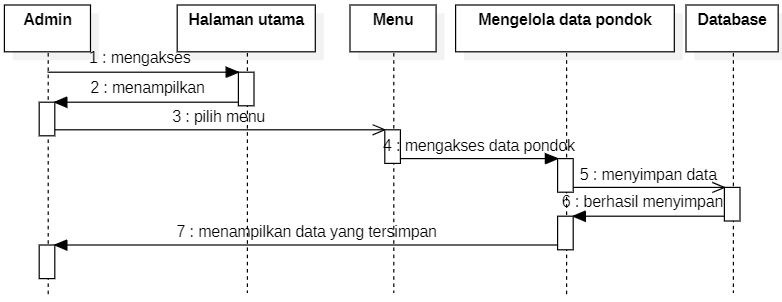 Admin
Halaman utama
Menu
Mengelola data pondok
Database
1 : mengakses
2 : menampilkan
3 : pilih menu
4 : mengakses data pondok
5 : menyimpan data
6 : berhasil menyimpan
7 : menampilkan data yang tersimpan